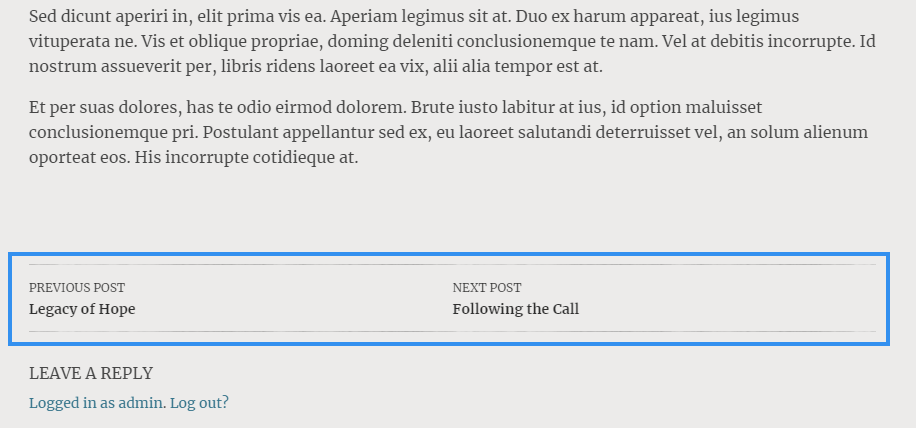 Sed dicunt aperiri in, elit prima vis ea. Aperiam legimus sit at. Duo ex harum appareat, ius legimus
vituperata ne. Vis et oblique propriae, doming deleniti conclusionemque te nam. Vel at debitis incorrupte. Id
nostrum assueverit per, libris ridens laoreet ea vix, alii alia tempor est at.
Et per suas dolores, has te odio eirmod dolorem. Brute iusto labitur at ius, id option maluisset
conclusionemque pri. Postulant appellantur sed ex, eu laoreet salutandi deterruisset vel, an solum alienum
oporteat eos. His incorrupte cotidieque at.
PREVIOUS POST
Legacy of Hope
NEXT POST
Following the Call
LEAVE A REPLY
Logged in as admin. Log out?